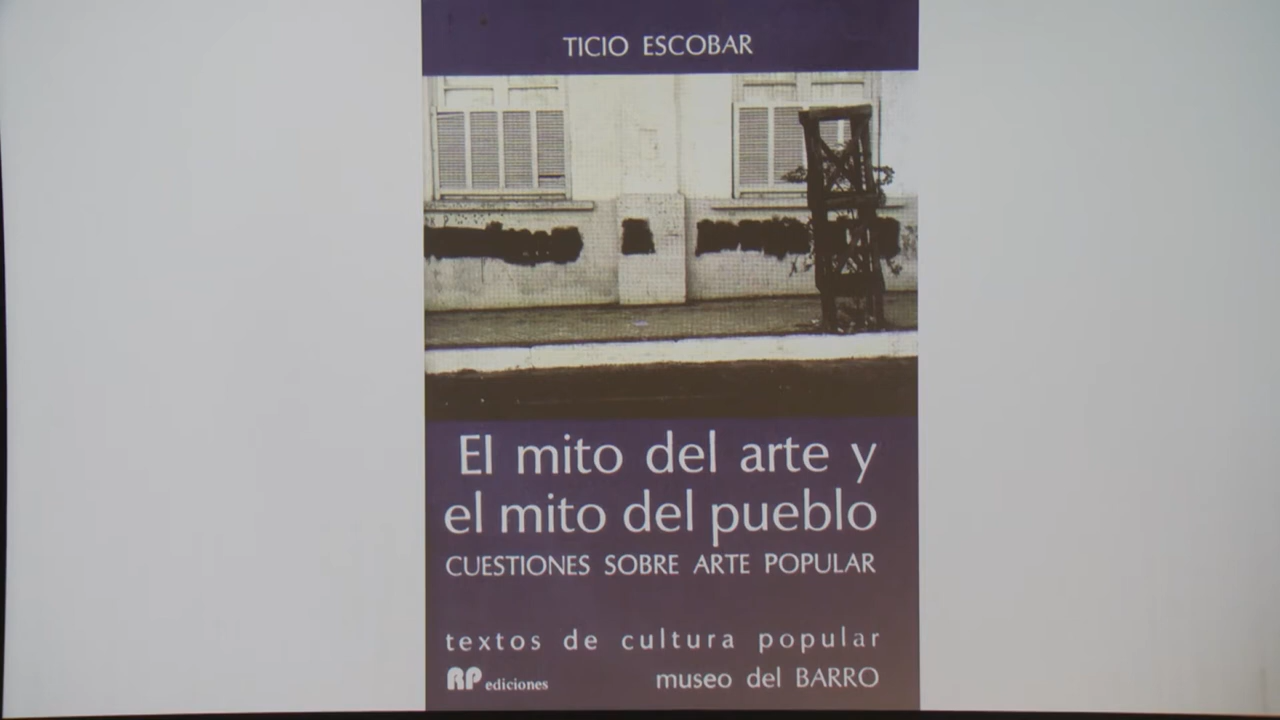 TICIO ESCOBAR
El mito del arte y
el mito del pueblo
CUESTIONES SOBRE ARTE POPULAR
textos de cultura popular
RP ediciones
museo del BARRO